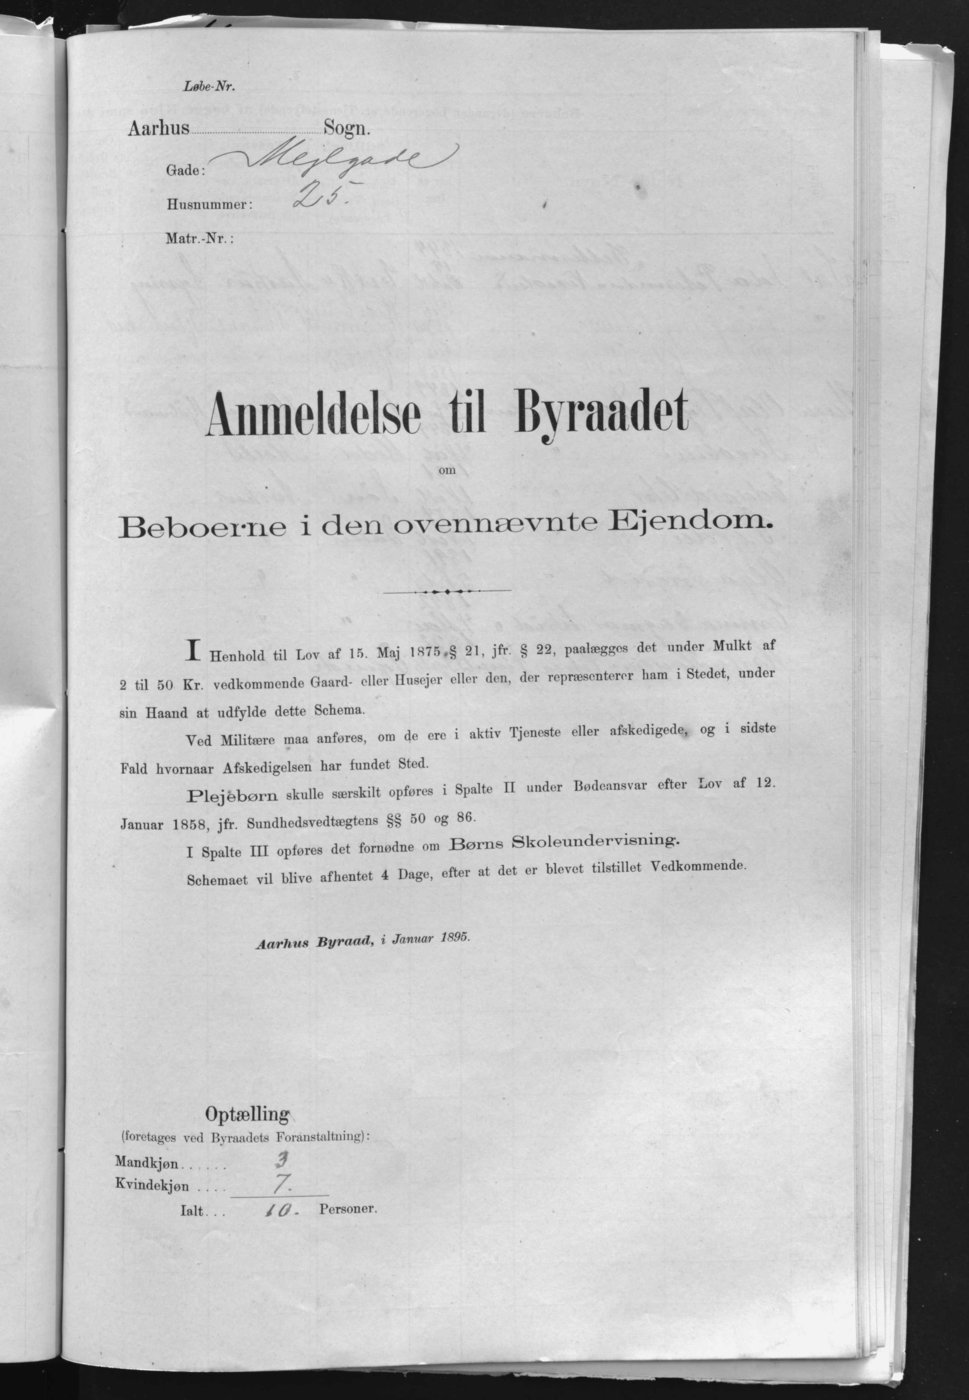 Løbe-Nr.
Aarhus Sogn.
Gade: Mejlgade
Husnummer: 25.
Matr.-Nr.:
Anmeldelse til Byraadet
om
Beboerne i den ovennævnte Ejendom.
I Henhold til Lov af 15. Maj 1875 § 21, jfr. § 22, paalægges det under Mulkt af
2 til 50 Kr. vedkommende Gaard- eller Husejer eller den, der repræsenterer ham i Stedet, under
sin Haand at udfylde dette Schema.
Ved Militære maa anføres, om de ere i aktiv Tjeneste eller afskedigede, og i sidste
Fald hvornaar Afskedigelsen har fundet Sted.
Plejebørn skulle særskilt opføres i Spalte II under Bødeansvar efter Lov af 12.
Januar 1858, jfr. Sundhedsvedtægtens §§ 50 og 86.
I Spalte III opføres det fornødne om Børns Skoleundervisning.
Schemaet vil blive afhentet 4 Dage, efter at det er blevet tilstillet Vedkommende.
Aarhus Byraad, i Januar 1895.
Optælling
(foretages ved Byraadets Foranstaltning):
Mandkjøn...... 3
Kvindekjøn .... 7.
Ialt... 10. Personer.